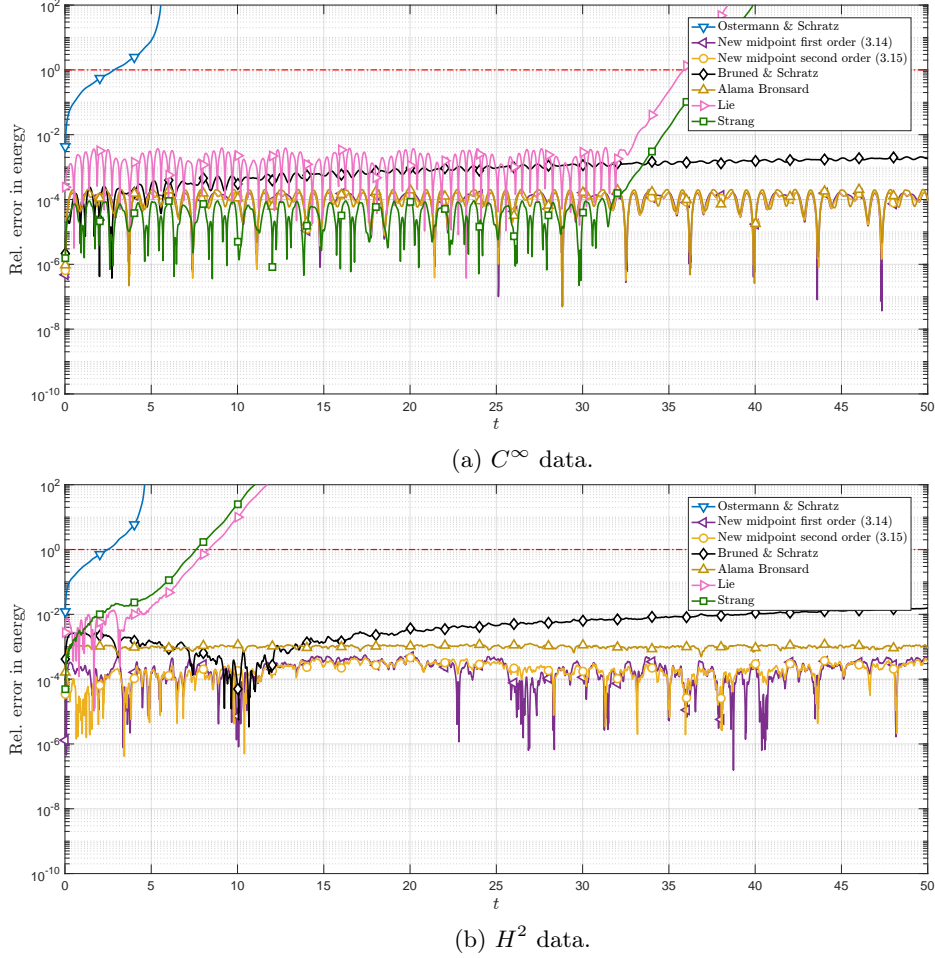 10^2
10^0
10^-2
10^-4
10^-6
10^-8
10^-10
Rel. error in energy
Ostermann & Schratz
New midpoint first order (3.14)
New midpoint second order (3.15)
Bruned & Schratz
Alama Bronsard
Lie
Strang
0 5 10 15 20 25 30 35 40 45 50
t
(a) C^∞ data.
10^2
10^0
10^-2
10^-4
10^-6
10^-8
10^-10
Rel. error in energy
Ostermann & Schratz
New midpoint first order (3.14)
New midpoint second order (3.15)
Bruned & Schratz
Alama Bronsard
Lie
Strang
0 5 10 15 20 25 30 35 40 45 50
t
(b) H^2 data.